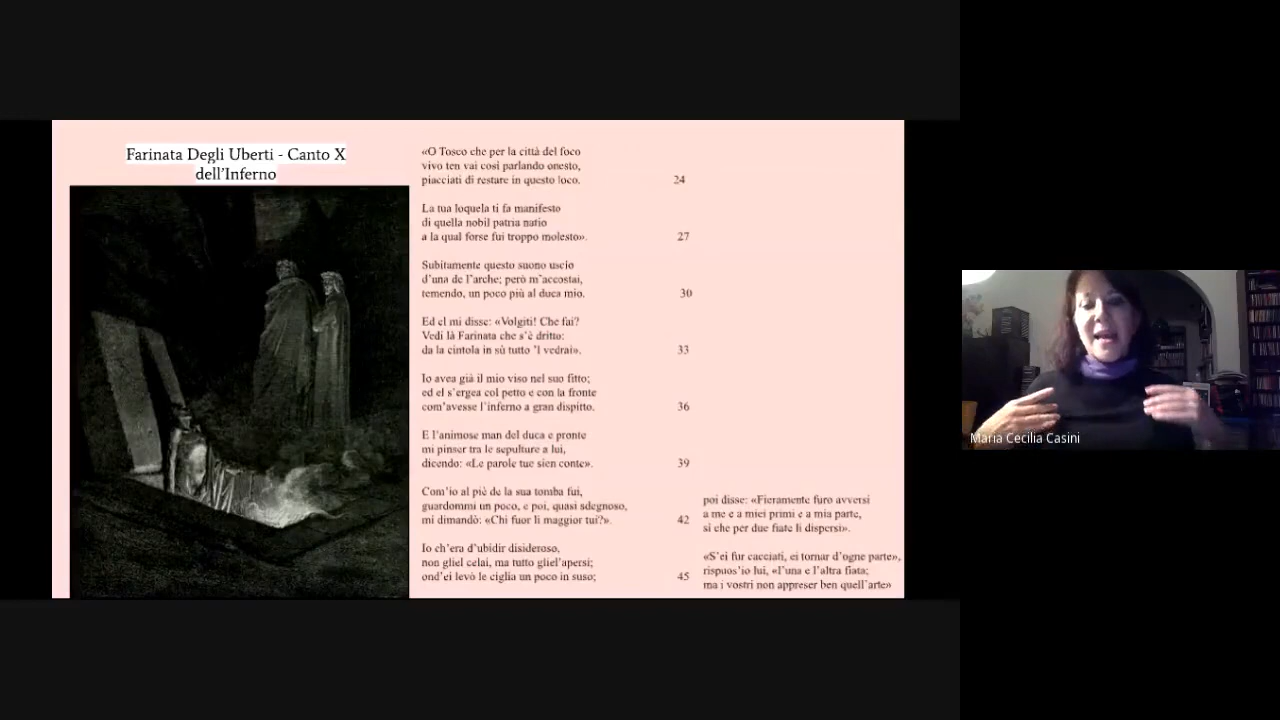 Farinata Degli Uberti - Canto X
dell'Inferno
«O Tosco che per la città del foco
vivo ten vai così parlando onesto,
piacciati di restare in questo loco.
24
La tua loquela ti fa manifesto
di quella nobil patria natio
a la qual forse fui troppo molesto».
27
Subitamente questo suono uscìo
d'una de l'arche; però m'accostai,
temendo, un poco più al duca mio.
30
Ed el mi disse: «Volgiti! Che fai?
Vedi là Farinata che s'è dritto:
da la cintola in sù tutto 'l vedrai».
33
Io avea già il mio viso nel suo fitto;
ed el s'ergea col petto e con la fronte
com'avesse l'inferno a gran dispitto.
36
E l'animose man del duca e pronte
mi pinser tra le sepulture a lui,
dicendo: «Le parole tue sien conte».
39
Com'io al piè de la sua tomba fui,
guardommi un poco, e poi, quasi sdegnoso,
mi dimandò: «Chi fuor li maggior tui?».
42
Io ch'era d'ubidir disideroso,
non gliel celai, ma tutto gliel'apersi;
ond'ei levò le ciglia un poco in suso;
45
poi disse: «Fieramente furo avversi
a me e a miei primi e a mia parte,
sì che per due fiate li dispersi».
«S'ei fur cacciati, ei tornar d'ogne parte»,
rispuos'io lui, «l'una e l'altra fiata;
ma i vostri non appreser ben quell'arte»
Maria Cecilia Casini